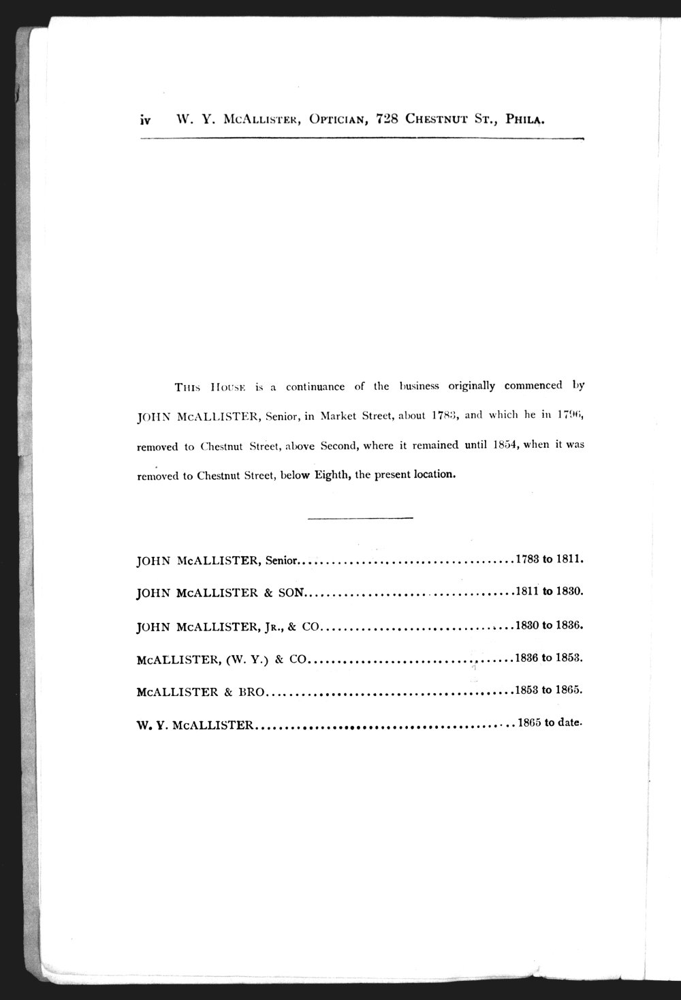 iv W. Y. McAllister, Optician, 728 Chestnut St., Phila.
This House is a continuance of the business originally commenced by
JOHN McALLISTER, Senior, in Market Street, about 1783, and which he in 1796,
removed to Chestnut Street, above Second, where it remained until 1854, when it was
removed to Chestnut Street, below Eighth, the present location.
JOHN McALLISTER, Senior.....................................1783 to 1811.
JOHN McALLISTER & SON....................................1811 to 1830.
JOHN McALLISTER, Jr., & CO.................................1830 to 1836.
McALLISTER, (W. Y.) & CO...................................1836 to 1853.
McALLISTER & BRO..........................................1853 to 1865.
W. Y. McALLISTER............................................1865 to date.